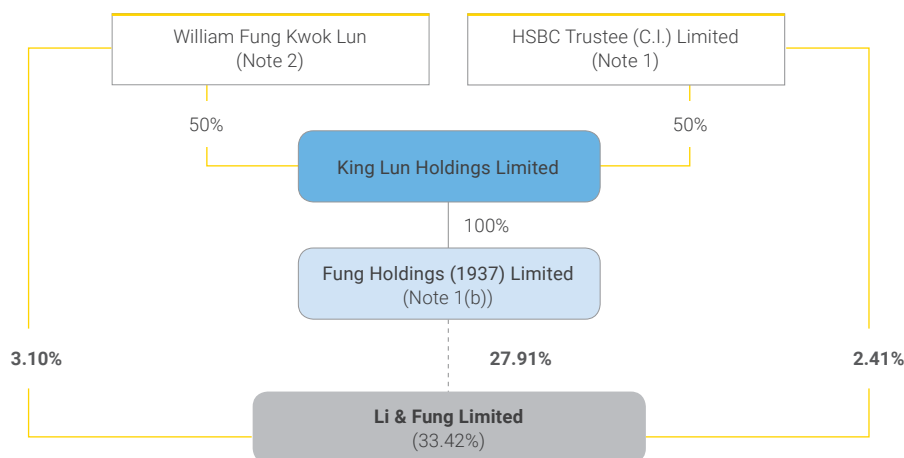 William Fung Kwok Lun
(Note 2)
HSBC Trustee (C.I.) Limited
(Note 1)
50%
50%
King Lun Holdings Limited
100%
Fung Holdings (1937) Limited
(Note 1(b))
3.10%
27.91%
2.41%
Li & Fung Limited
(33.42%)